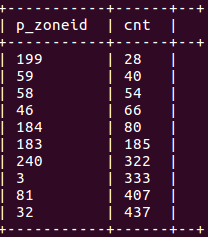 +-----------+------+--+
| p_zoneid  | cnt  |
+-----------+------+--+
| 199       | 28   |
| 59        | 40   |
| 58        | 54   |
| 46        | 66   |
| 184       | 80   |
| 183       | 185  |
| 240       | 322  |
| 3         | 333  |
| 81        | 407  |
| 32        | 437  |
+-----------+------+--+